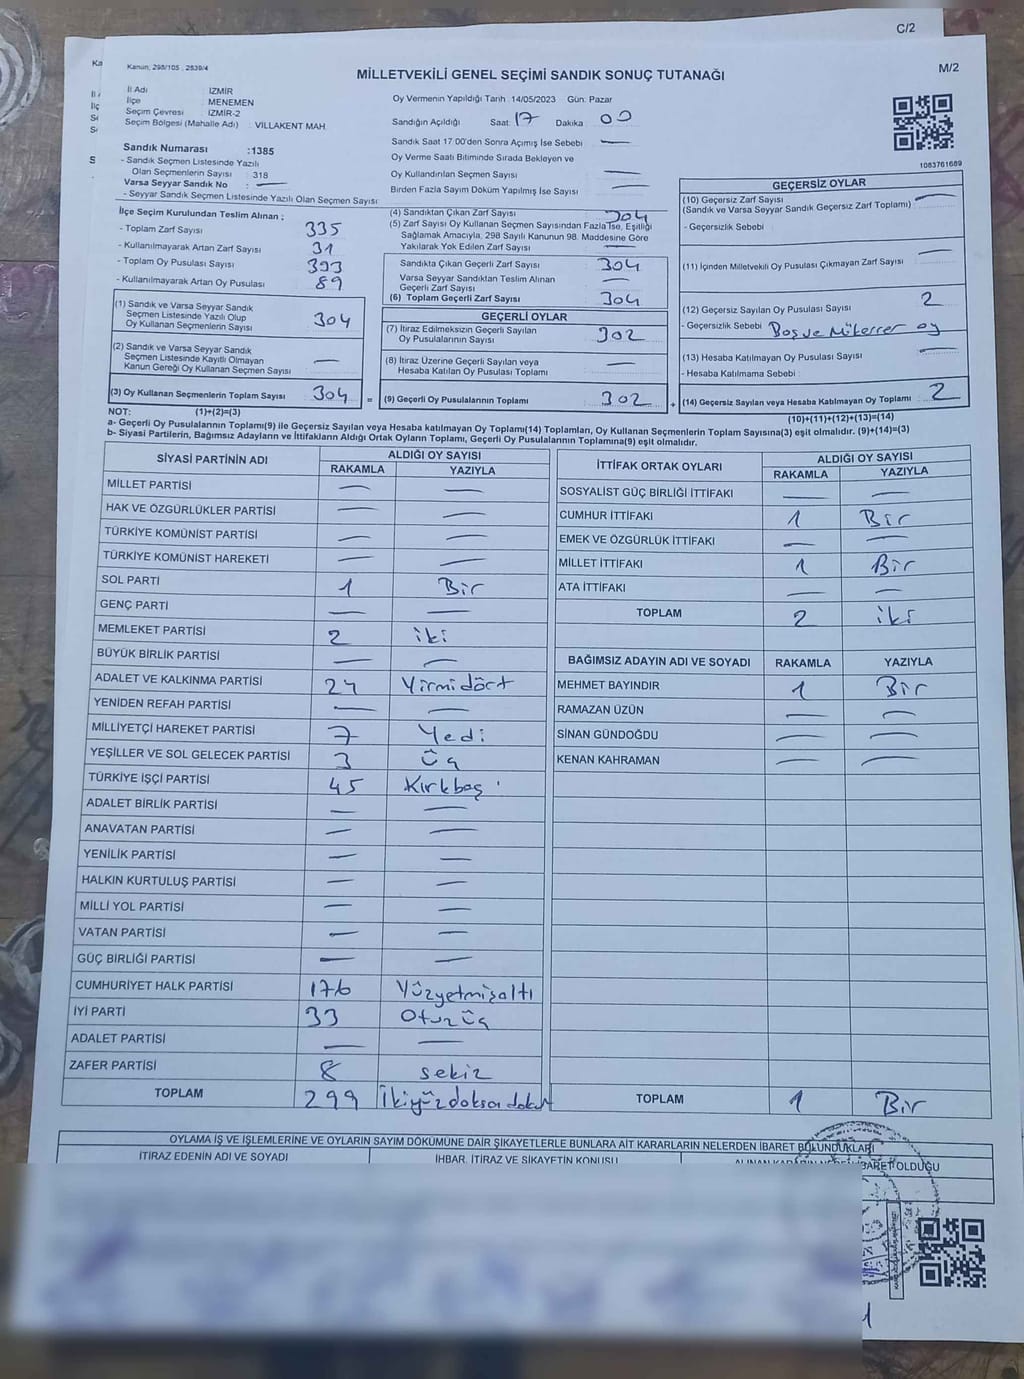 C/2
Kanun, 298/105 , 2839/4
MİLLETVEKİLİ GENEL SEÇİMİ SANDIK SONUÇ TUTANAĞI
M/2
İl Adı İZMİR
İlçe MENEMEN
Seçim Çevresi İZMİR-2
Seçim Bölgesi (Mahalle Adı) VİLLAKENT MAH.
Oy Vermenin Yapıldığı Tarih 14/05/2023 Gün: Pazar
Sandığın Açıldığı Saat 17 Dakika 00
Sandık Saat 17:00'den Sonra Açımış İse Sebebi —
Oy Verme Saati Bitiminde Sırada Bekleyen ve
Oy Kullandırılan Seçmen Sayısı —
Birden Fazla Sayım Döküm Yapılmış İse Sayısı —
1083761689
Sandık Numarası :1385
- Sandık Seçmen Listesinde Yazılı
Olan Seçmenlerin Sayısı : 318
Varsa Seyyar Sandık No : —
- Seyyar Sandık Seçmen Listesinde Yazılı Olan Seçmen Sayısı
İlçe Seçim Kurulundan Teslim Alınan ;
- Toplam Zarf Sayısı 335
- Kullanılmayarak Artan Zarf Sayısı 31
- Toplam Oy Pusulası Sayısı 393
- Kullanılmayarak Artan Oy Pusulası 89
(1) Sandık ve Varsa Seyyar Sandık
Seçmen Listesinde Yazılı Olup
Oy Kullanan Seçmenlerin Sayısı 304
(2) Sandık ve Varsa Seyyar Sandık
Seçmen Listesinde Kayıtlı Olmayan
Kanun Gereği Oy Kullanan Seçmen Sayısı —
(3) Oy Kullanan Seçmenlerin Toplam Sayısı 304 =
(4) Sandıktan Çıkan Zarf Sayısı 304
(5) Zarf Sayısı Oy Kullanan Seçmen Sayısından Fazla İse, Eşitliği
Sağlamak Amacıyla, 298 Sayılı Kanunun 98. Maddesine Göre
Yakılarak Yok Edilen Zarf Sayısı —
Sandıkta Çıkan Geçerli Zarf Sayısı 304
Varsa Seyyar Sandıktan Teslim Alınan
Geçerli Zarf Sayısı —
(6) Toplam Geçerli Zarf Sayısı 304
GEÇERLİ OYLAR
(7) İtiraz Edilmeksizin Geçerli Sayılan
Oy Pusulalarının Sayısı 302
(8) İtiraz Üzerine Geçerli Sayılan veya
Hesaba Katılan Oy Pusulası Toplamı —
(9) Geçerli Oy Pusulalarının Toplamı 302 +
GEÇERSİZ OYLAR
(10) Geçersiz Zarf Sayısı —
(Sandık ve Varsa Seyyar Sandık Geçersiz Zarf Toplamı)
- Geçersizlik Sebebi
(11) İçinden Milletvekili Oy Pusulası Çıkmayan Zarf Sayısı —
(12) Geçersiz Sayılan Oy Pusulası Sayısı 2
- Geçersizlik Sebebi Boş ve Mükerrer oy
(13) Hesaba Katılmayan Oy Pusulası Sayısı —
- Hesaba Katılmama Sebebi :
(14) Geçersiz Sayılan veya Hesaba Katılmayan Oy Toplamı 2
NOT: (1)+(2)=(3)
(10)+(11)+(12)+(13)=(14)
a- Geçerli Oy Pusulasının Toplamı(9) ile Geçersiz Sayılan veya Hesaba katılmayan Oy Toplamı(14) Toplamları, Oy Kullanan Seçmenlerin Toplam Sayısına(3) eşit olmalıdır. (9)+(14)=(3)
b- Siyasi Partilerin, Bağımsız Adayların ve İttifakların Aldığı Ortak Oyların Toplamı, Geçerli Oy Pusulalarının Toplamına(9) eşit olmalıdır.
SİYASİ PARTİNİN ADI ALDIĞI OY SAYISI
RAKAMLA YAZIYLA
MİLLET PARTİSİ — —
HAK VE ÖZGÜRLÜKLER PARTİSİ — —
TÜRKİYE KOMÜNİST PARTİSİ — —
TÜRKİYE KOMÜNİST HAREKETİ — —
SOL PARTİ 1 Bir
GENÇ PARTİ — —
MEMLEKET PARTİSİ 2 iki
BÜYÜK BİRLİK PARTİSİ — —
ADALET VE KALKINMA PARTİSİ 24 Yirmidört
YENİDEN REFAH PARTİSİ — —
MİLLİYETÇİ HAREKET PARTİSİ 7 Yedi
YEŞİLLER VE SOL GELECEK PARTİSİ 3 üç
TÜRKİYE İŞÇİ PARTİSİ 45 Kırkbeş
ADALET BİRLİK PARTİSİ — —
ANAVATAN PARTİSİ — —
YENİLİK PARTİSİ — —
HALKIN KURTULUŞ PARTİSİ — —
MİLLİ YOL PARTİSİ — —
VATAN PARTİSİ — —
GÜÇ BİRLİĞİ PARTİSİ — —
CUMHURİYET HALK PARTİSİ 176 Yüzyetmişaltı
İYİ PARTİ 33 Otuzüç
ADALET PARTİSİ — —
ZAFER PARTİSİ 8 sekiz
TOPLAM 299 ikiyüzdoksandokuz
İTTİFAK ORTAK OYLARI ALDIĞI OY SAYISI
RAKAMLA YAZIYLA
SOSYALİST GÜÇ BİRLİĞİ İTTİFAKI — —
CUMHUR İTTİFAKI 1 Bir
EMEK VE ÖZGÜRLÜK İTTİFAKI — —
MİLLET İTTİFAKI 1 Bir
ATA İTTİFAKI — —
TOPLAM 2 iki
BAĞIMSIZ ADAYIN ADI VE SOYADI RAKAMLA YAZIYLA
MEHMET BAYINDIR 1 Bir
RAMAZAN ÜZÜN — —
SİNAN GÜNDOĞDU — —
KENAN KAHRAMAN — —
TOPLAM 1 Bir
OYLAMA İŞ VE İŞLEMLERİNE VE OYLARIN SAYIM DÖKÜMÜNE DAİR ŞİKAYETLERLE BUNLARA AİT KARARLARIN NELERDEN İBARET BULUNDUKLARI
İTİRAZ EDENİN ADI VE SOYADI İHBAR, İTİRAZ VE ŞİKAYETİN KONUSU ALINAN KARARIN NEDEN İBARET OLDUĞU